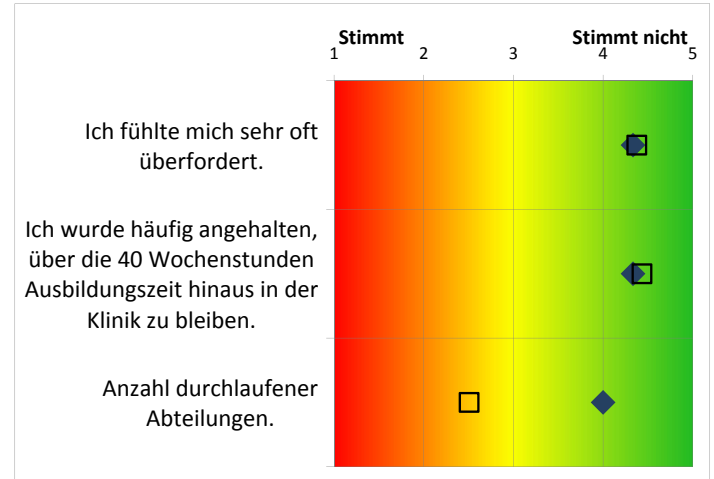 Stimmt Stimmt nicht
1 2 3 4 5
Ich fühlte mich sehr oft
überfordert.
Ich wurde häufig angehalten,
über die 40 Wochenstunden
Ausbildungszeit hinaus in der
Klinik zu bleiben.
Anzahl durchlaufener
Abteilungen.